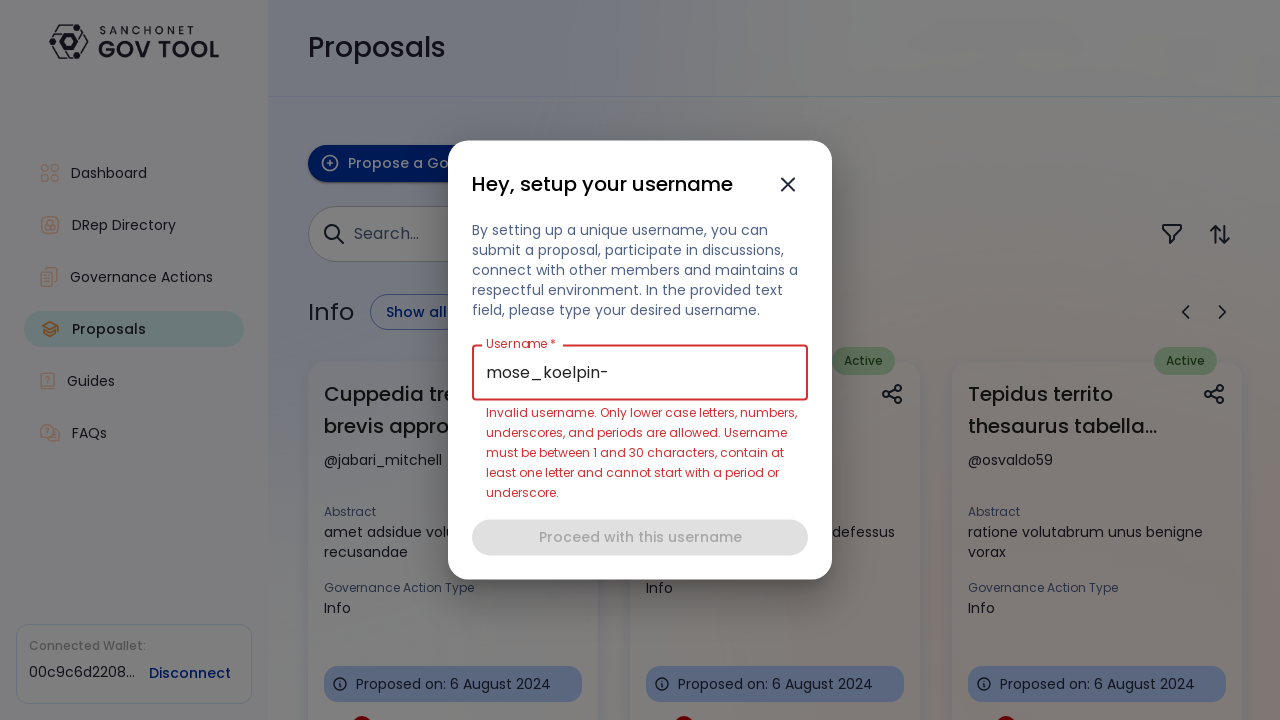 SANCHONET
GOV TOOL
Dashboard
DRep Directory
Governance Actions
Proposals
Guides
FAQs
Connected Wallet:
00c9c6d2208...
Disconnect
Proposals
Propose a Go
Search...
Info
Show all
Hey, setup your username
By setting up a unique username, you can
submit a proposal, participate in discussions,
connect with other members and maintains a
respectful environment. In the provided text
field, please type your desired username.
Username *
mose_koelpin-
Invalid username. Only lower case letters, numbers,
underscores, and periods are allowed. Username
must be between 1 and 30 characters, contain at
least one letter and cannot start with a period or
underscore.
Proceed with this username
Cuppedia
brevis appro
@jabari_mitchell
Abstract
amet adsidue
recusandae
Governance Action Type
Info
Proposed on: 6 August 2024
Active
defessus
Info
Proposed on: 6 August 2024
Active
Tepidus territo
thesaurus tabella...
@osvaldo59
Abstract
ratione volutabrum unus benigne
vorax
Governance Action Type
Info
Proposed on: 6 August 2024